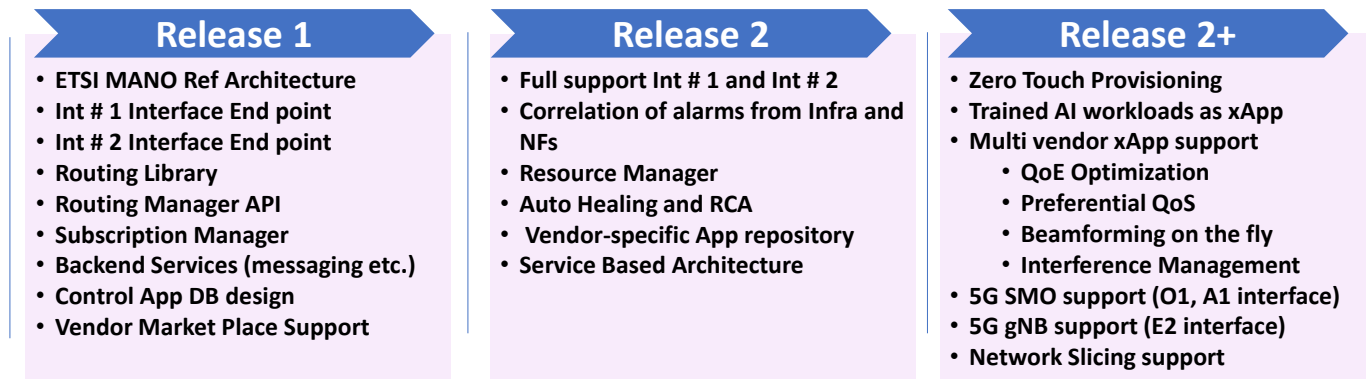 Release 1
• ETSI MANO Ref Architecture
• Int # 1 Interface End point
• Int # 2 Interface End point
• Routing Library
• Routing Manager API
• Subscription Manager
• Backend Services (messaging etc.)
• Control App DB design
• Vendor Market Place Support
Release 2
• Full support Int # 1 and Int # 2
• Correlation of alarms from Infra and
NFs
• Resource Manager
• Auto Healing and RCA
• Vendor-specific App repository
• Service Based Architecture
Release 2+
• Zero Touch Provisioning
• Trained AI workloads as xApp
• Multi vendor xApp support
• QoE Optimization
• Preferential QoS
• Beamforming on the fly
• Interference Management
• 5G SMO support (O1, A1 interface)
• 5G gNB support (E2 interface)
• Network Slicing support